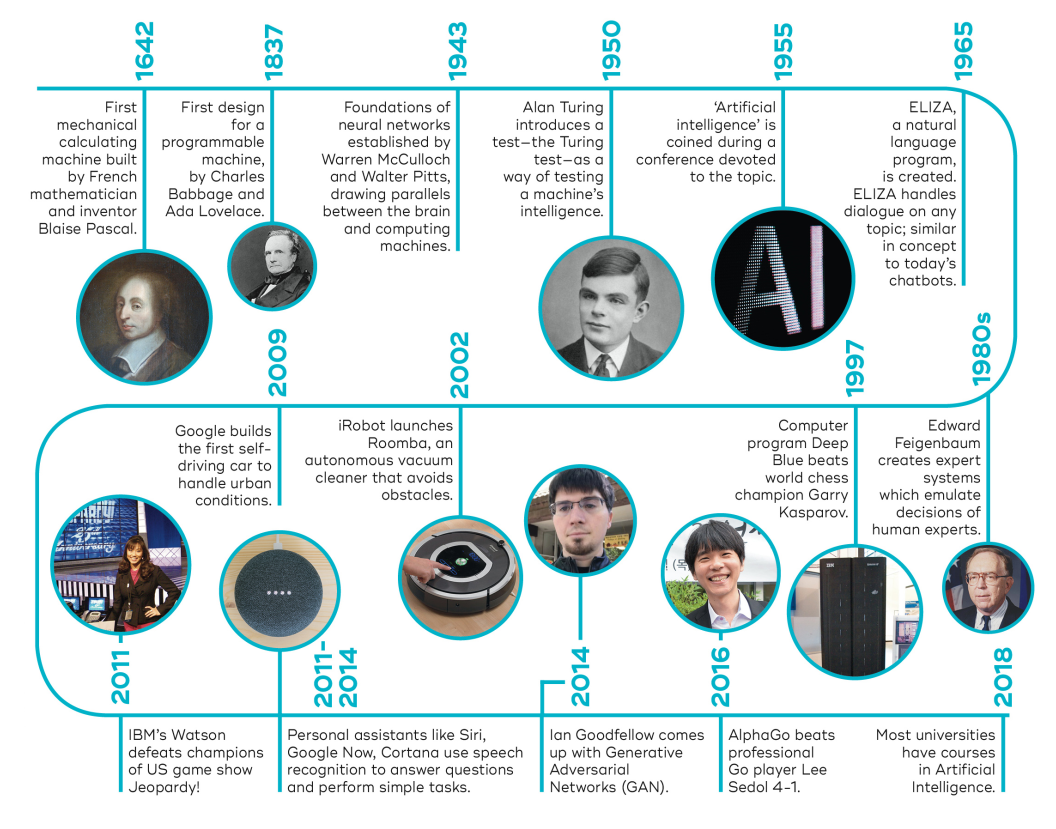 1642
First
mechanical
calculating
machine built
by French
mathematician
and inventor
Blaise Pascal.
1837
First design
for a
programmable
machine,
by Charles
Babbage and
Ada Lovelace.
1943
Foundations of
neural networks
established by
Warren McCulloch
and Walter Pitts,
drawing parallels
between the brain
and computing
machines.
1950
Alan Turing
introduces a
test—the Turing
test—as a
way of testing
a machine's
intelligence.
1955
‘Artificial
intelligence’ is
coined during a
conference devoted
to the topic.
AI
1965
ELIZA,
a natural
language
program,
is created.
ELIZA handles
dialogue on any
topic; similar
in concept
to today's
chatbots.
1980s
Edward
Feigenbaum
creates expert
systems
which emulate
decisions of
human experts.
1997
Computer
program Deep
Blue beats
world chess
champion Garry
Kasparov.
IBM
2002
iRobot launches
Roomba, an
autonomous vacuum
cleaner that avoids
obstacles.
2009
Google builds
the first self-
driving car to
handle urban
conditions.
2011
IBM's Watson
defeats champions
of US game show
Jeopardy!
2011-
2014
Personal assistants like Siri,
Google Now, Cortana use speech
recognition to answer questions
and perform simple tasks.
2014
Ian Goodfellow comes
up with Generative
Adversarial
Networks (GAN).
2016
AlphaGo beats
professional
Go player Lee
Sedol 4-1.
2018
Most universities
have courses
in Artificial
Intelligence.